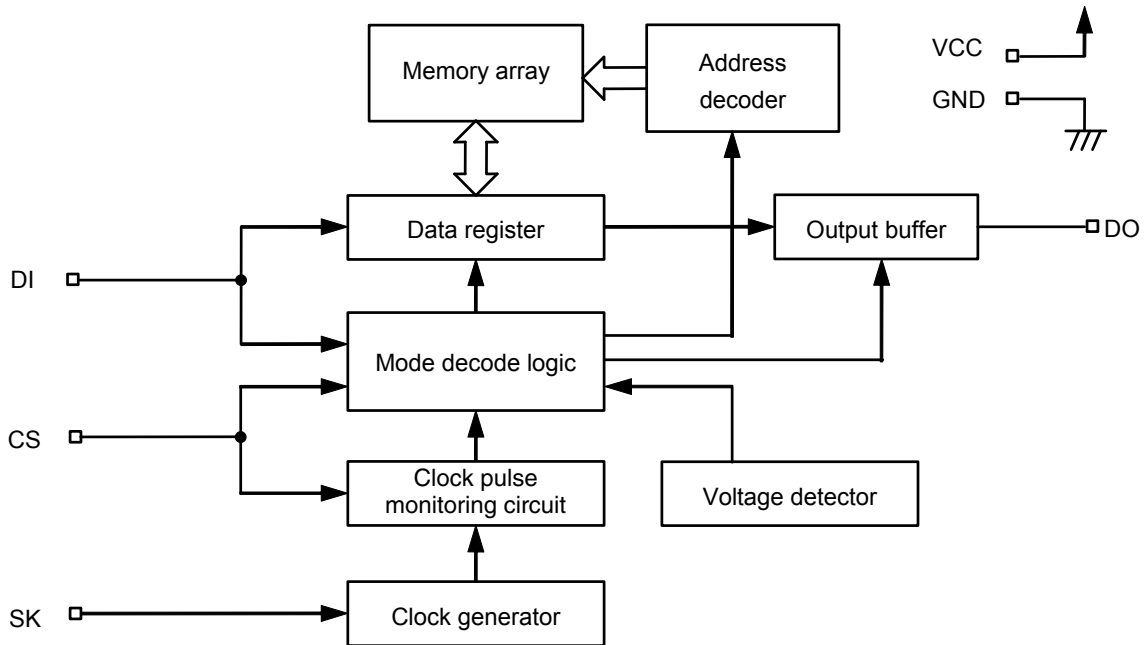 Memory array
Address
decoder
VCC
GND
Data register
Output buffer
DO
DI
Mode decode logic
CS
Clock pulse
monitoring circuit
Voltage detector
SK
Clock generator